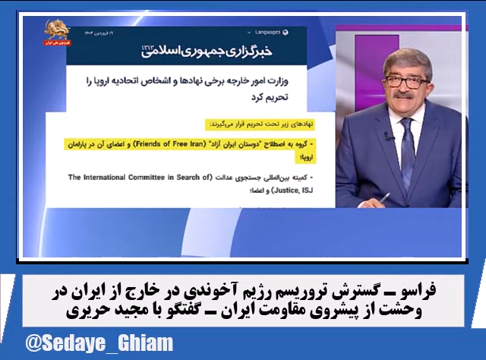 ۱۹ فروردین ۱۴۰۲
Languages
خبرگزاری جمهوری اسلامی
وزارت امور خارجه برخی نهادها و اشخاص اتحادیه اروپا را
تحریم کرد
نهادهای زیر تحت تحریم قرار می‌گیرند:
- گروه به اصطلاح "دوستان ایران آزاد" (Friends of Free Iran) و اعضای آن در پارلمان
اروپا؛
- کمیته بین‌المللی جستجوی عدالت (The International Committee in Search of
Justice, ISJ) و اعضا؛
فراسو ـ گسترش تروریسم رژیم آخوندی در خارج از ایران در
وحشت از پیشروی مقاومت ایران ـ گفتگو با مجید حریری
@Sedaye_Ghiam